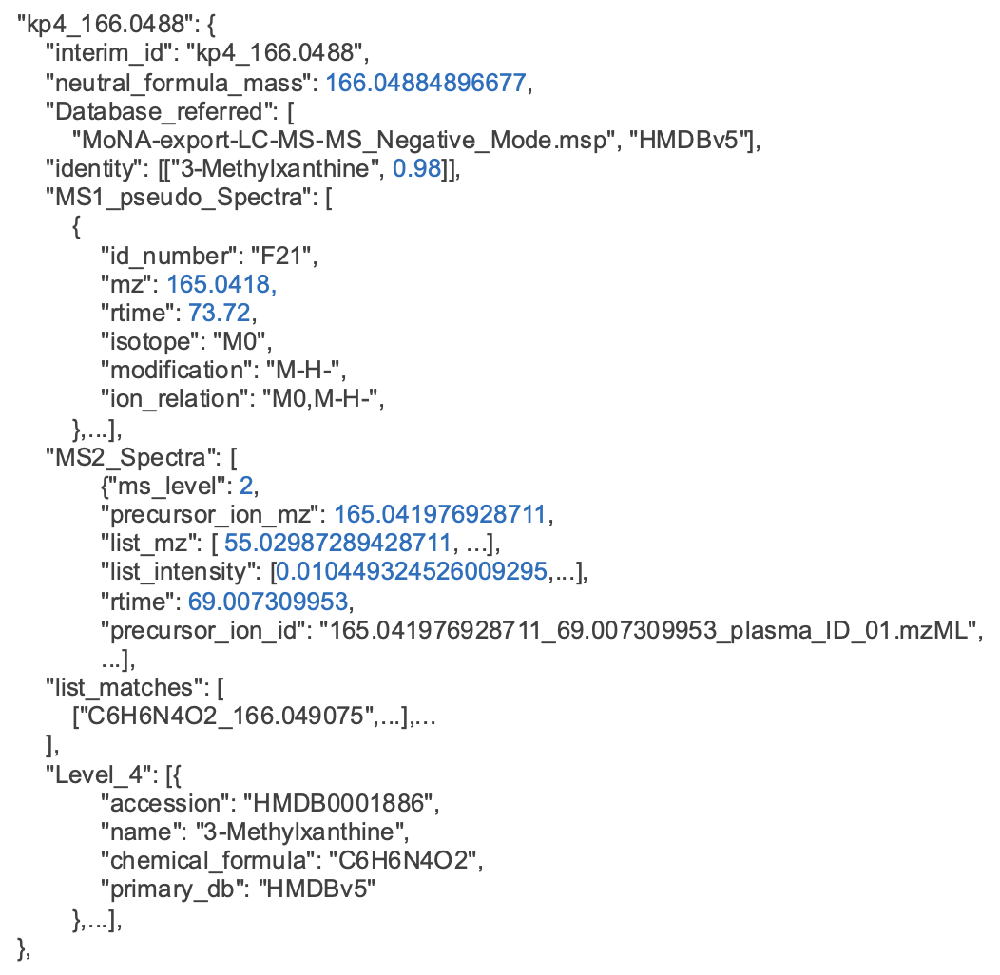 "kp4_166.0488": {
"interim_id": "kp4_166.0488",
"neutral_formula_mass": 166.04884896677,
"Database_referred": [
"MoNA-export-LC-MS-MS_Negative_Mode.msp", "HMDBv5"],
"identity": [["3-Methylxanthine", 0.98]],
"MS1_pseudo_Spectra": [
{
"id_number": "F21",
"mz": 165.0418,
"rtime": 73.72,
"isotope": "M0",
"modification": "M-H-",
"ion_relation": "M0,M-H-",
},...],
"MS2_Spectra": [
{"ms_level": 2,
"precursor_ion_mz": 165.041976928711,
"list_mz": [ 55.02987289428711, ...],
"list_intensity": [0.010449324526009295,...],
"rtime": 69.007309953,
"precursor_ion_id": "165.041976928711_69.007309953_plasma_ID_01.mzML",
...],
"list_matches": [
["C6H6N4O2_166.049075",...],...
],
"Level_4": [{
"accession": "HMDB0001886",
"name": "3-Methylxanthine",
"chemical_formula": "C6H6N4O2",
"primary_db": "HMDBv5"
},...],
},